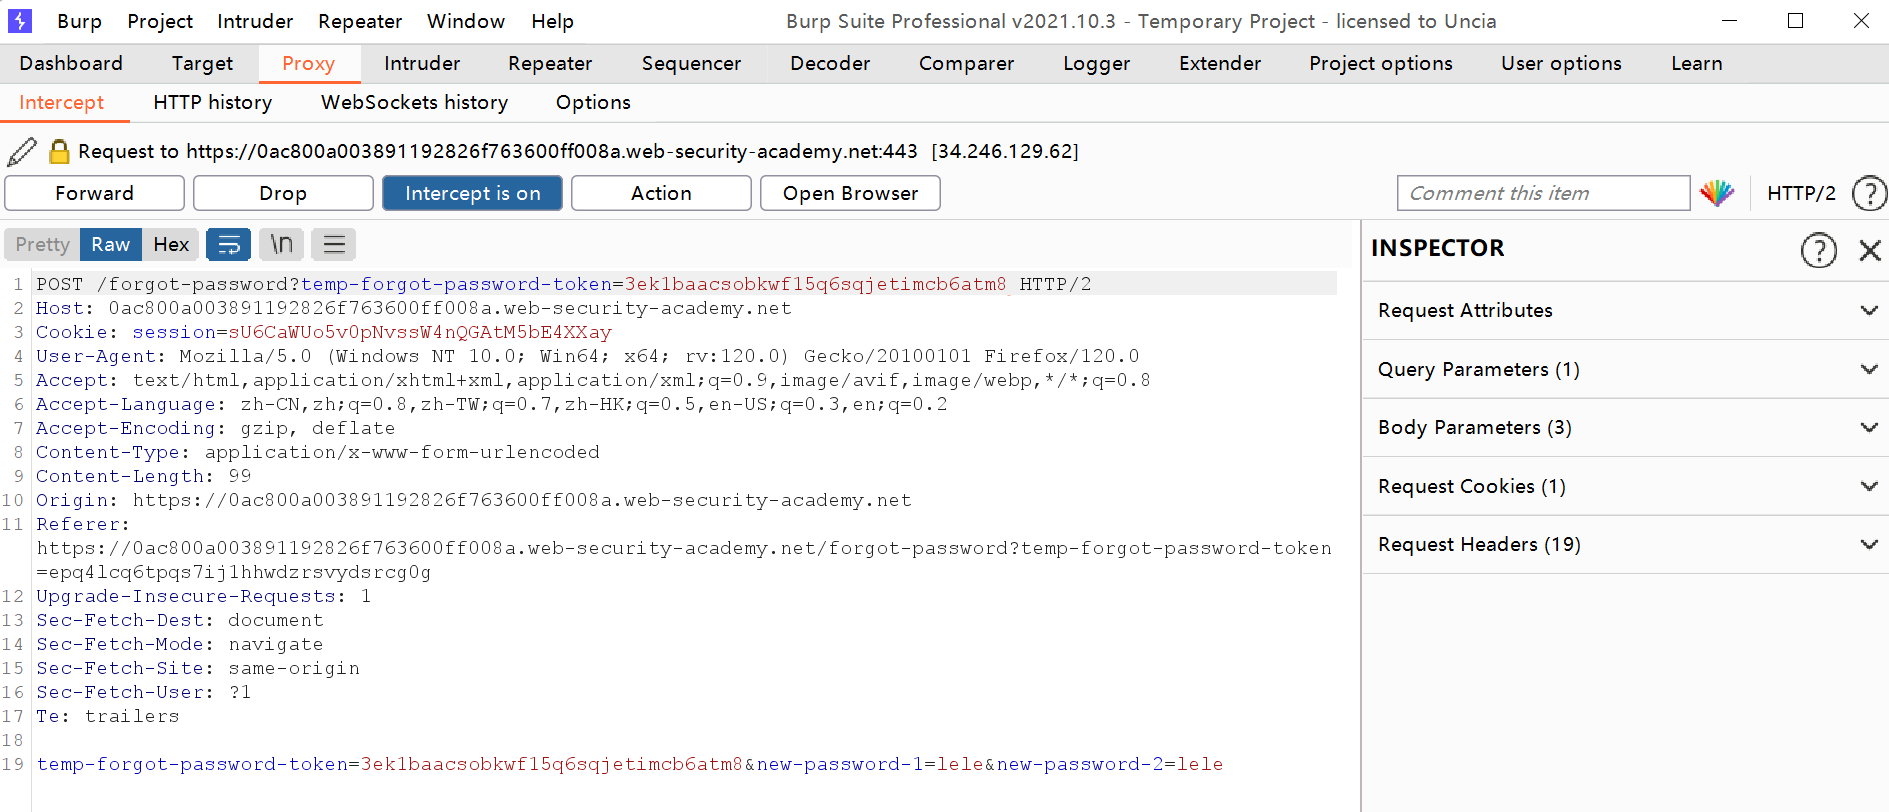 Burp Project Intruder Repeater Window Help Burp Suite Professional v2021.10.3 - Temporary Project - licensed to Uncia
Dashboard Target Proxy Intruder Repeater Sequencer Decoder Comparer Logger Extender Project options User options Learn
Intercept HTTP history WebSockets history Options
Request to https://0ac800a003891192826f763600ff008a.web-security-academy.net:443 [34.246.129.62]
Forward Drop Intercept is on Action Open Browser Comment this item HTTP/2 ?
Pretty Raw Hex \n
INSPECTOR ?
Request Attributes
Query Parameters (1)
Body Parameters (3)
Request Cookies (1)
Request Headers (19)
1 POST /forgot-password?temp-forgot-password-token=3ek1baacsobkwf15q6sqjetimcb6atm8 HTTP/2
2 Host: 0ac800a003891192826f763600ff008a.web-security-academy.net
3 Cookie: session=sU6CaWUo5v0pNvssW4nQGAtM5bE4XXay
4 User-Agent: Mozilla/5.0 (Windows NT 10.0; Win64; x64; rv:120.0) Gecko/20100101 Firefox/120.0
5 Accept: text/html,application/xhtml+xml,application/xml;q=0.9,image/avif,image/webp,*/*;q=0.8
6 Accept-Language: zh-CN,zh;q=0.8,zh-TW;q=0.7,zh-HK;q=0.5,en-US;q=0.3,en;q=0.2
7 Accept-Encoding: gzip, deflate
8 Content-Type: application/x-www-form-urlencoded
9 Content-Length: 99
10 Origin: https://0ac800a003891192826f763600ff008a.web-security-academy.net
11 Referer:
https://0ac800a003891192826f763600ff008a.web-security-academy.net/forgot-password?temp-forgot-password-token
=epq4lcq6tpqs7ij1hhwdzrsvydsrcg0g
12 Upgrade-Insecure-Requests: 1
13 Sec-Fetch-Dest: document
14 Sec-Fetch-Mode: navigate
15 Sec-Fetch-Site: same-origin
16 Sec-Fetch-User: ?1
17 Te: trailers
18
19 temp-forgot-password-token=3ek1baacsobkwf15q6sqjetimcb6atm8&new-password-1=lele&new-password-2=lele